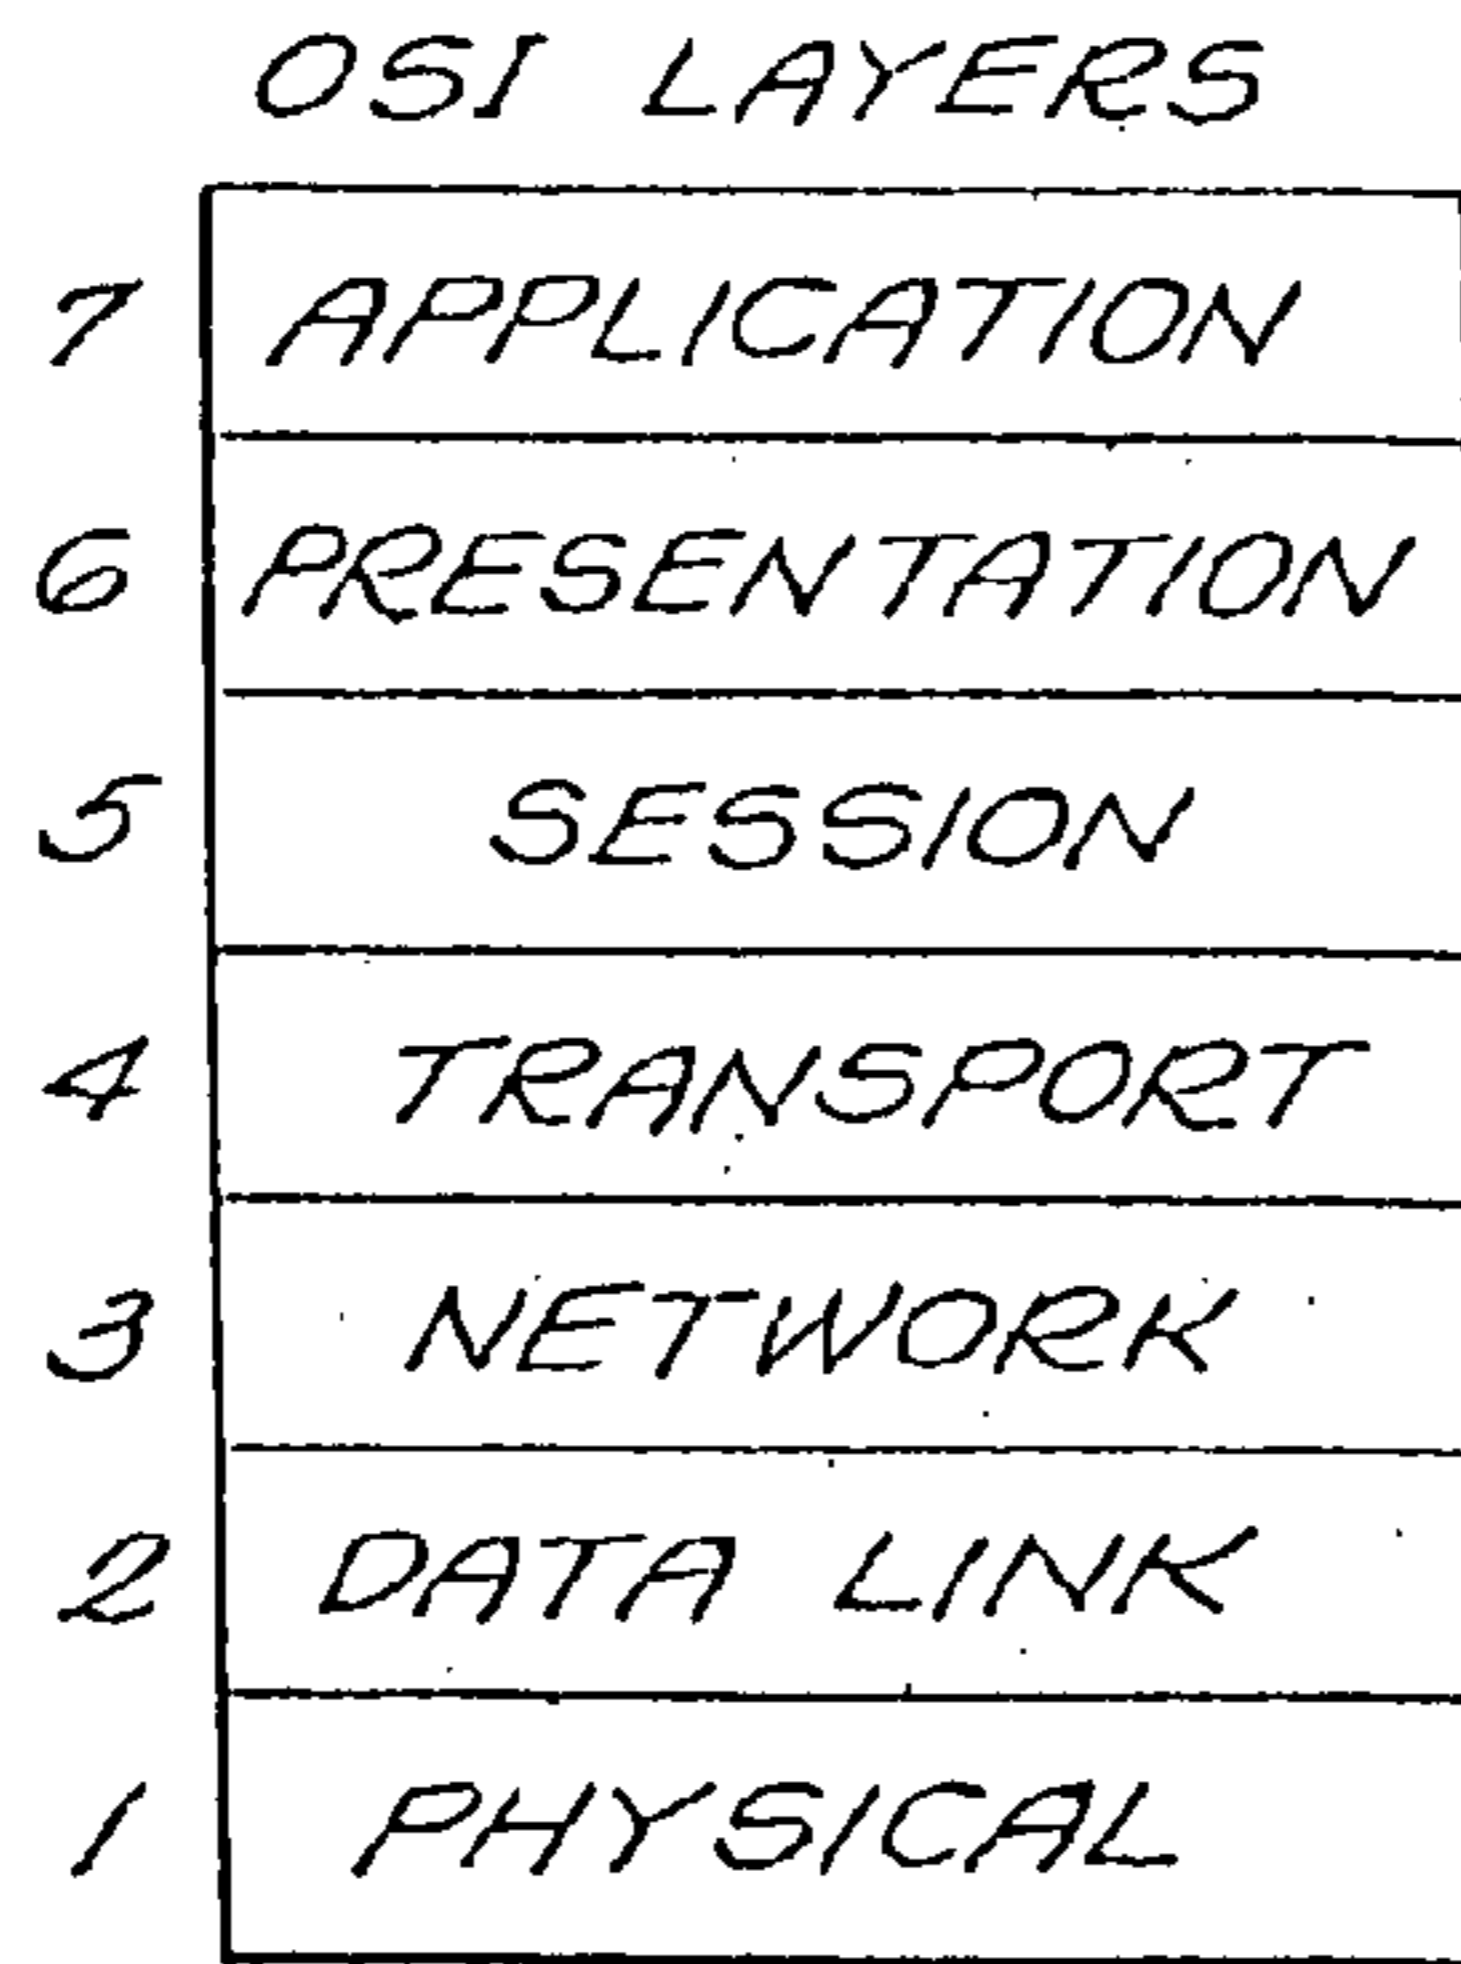 OSI LAYERS
7 APPLICATION
6 PRESENTATION
5 SESSION
4 TRANSPORT
3 NETWORK
2 DATA LINK
1 PHYSICAL